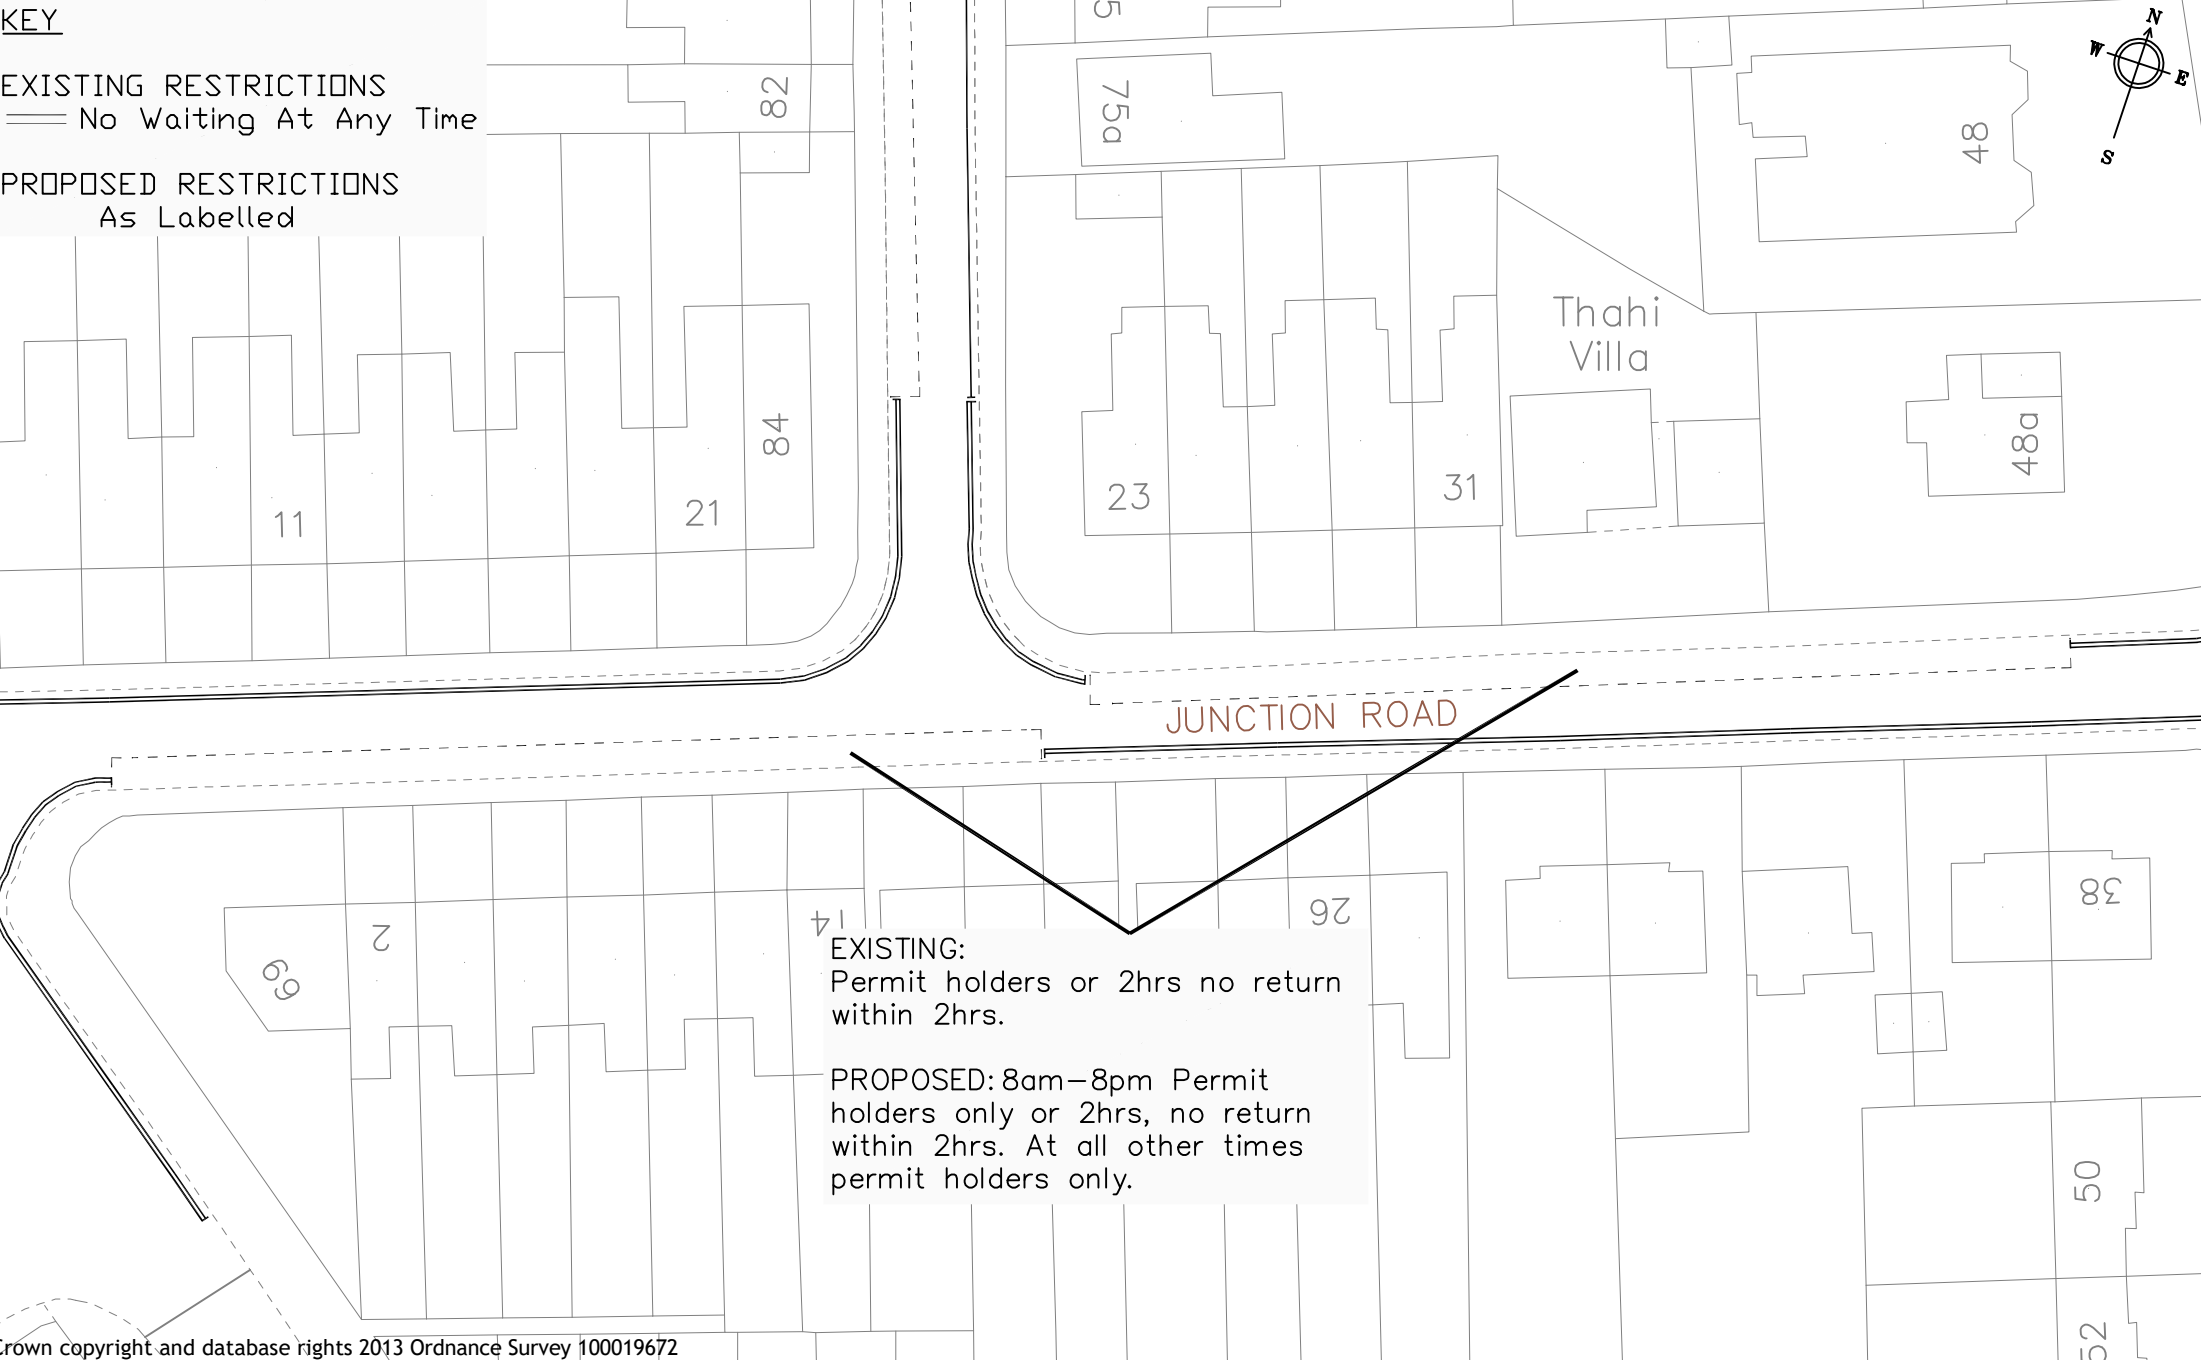 KEY
EXISTING RESTRICTIONS
No Waiting At Any Time
PROPOSED RESTRICTIONS
As Labelled
82
5
75a
48
N
W
E
S
Thahi
Villa
84
11
21
23
31
48a
JUNCTION ROAD
69
2
14
26
38
EXISTING:
Permit holders or 2hrs no return
within 2hrs.
PROPOSED: 8am-8pm Permit
holders only or 2hrs, no return
within 2hrs. At all other times
permit holders only.
50
52
Crown copyright and database rights 2013 Ordnance Survey 100019672